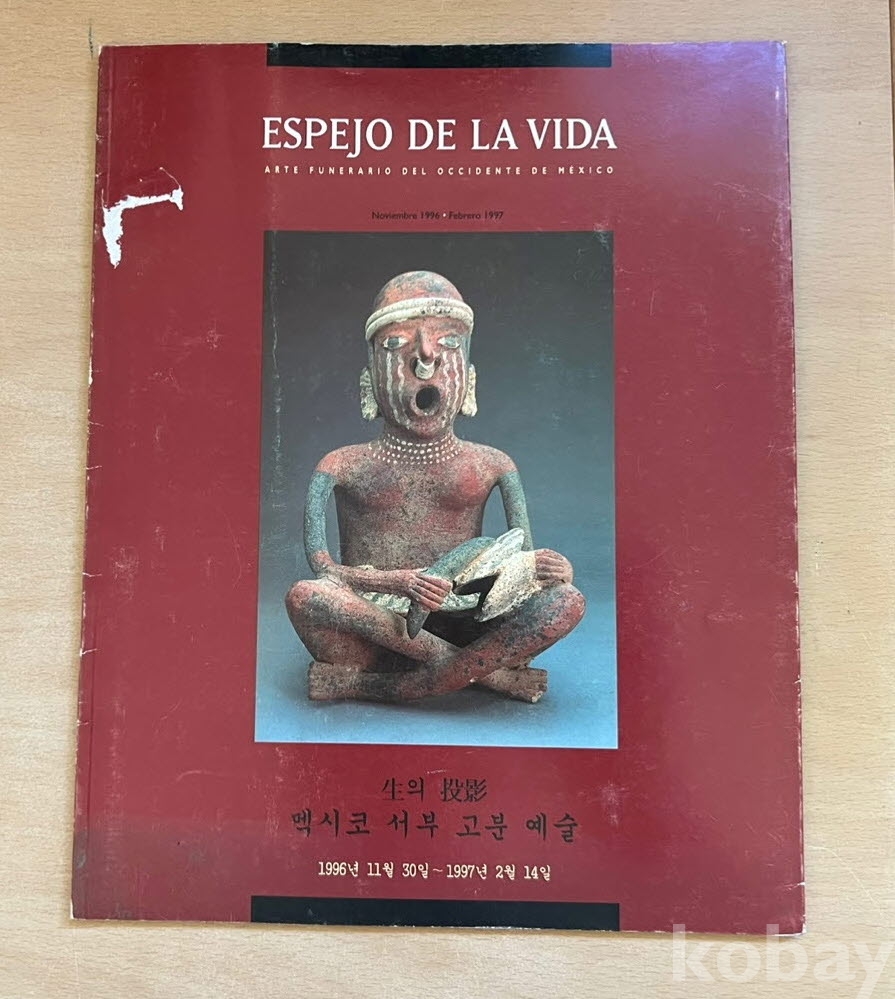 ESPEJO DE LA VIDA
ARTE FUNERARIO DEL OCCIDENTE DE MÉXICO
Noviembre 1996 • Febrero 1997
生의 投影
멕시코 서부 고분 예술
1996년 11월 30일 ~ 1997년 2월 14일
kobay